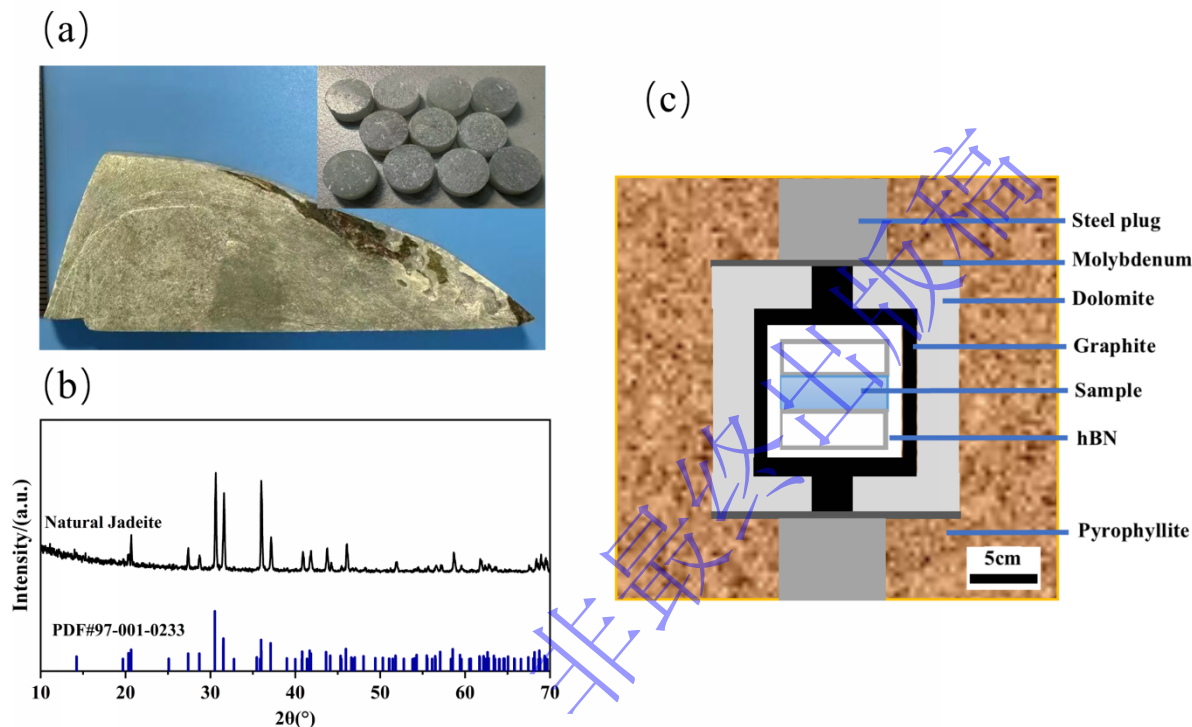 (a)
(b)
Intensity/(a.u.)
Natural Jadeite
PDF#97-001-0233
10 20 30 40 50 60 70
2θ(°)
(c)
Steel plug
Molybdenum
Dolomite
Graphite
Sample
hBN
Pyrophyllite
5cm
非最终出版稿